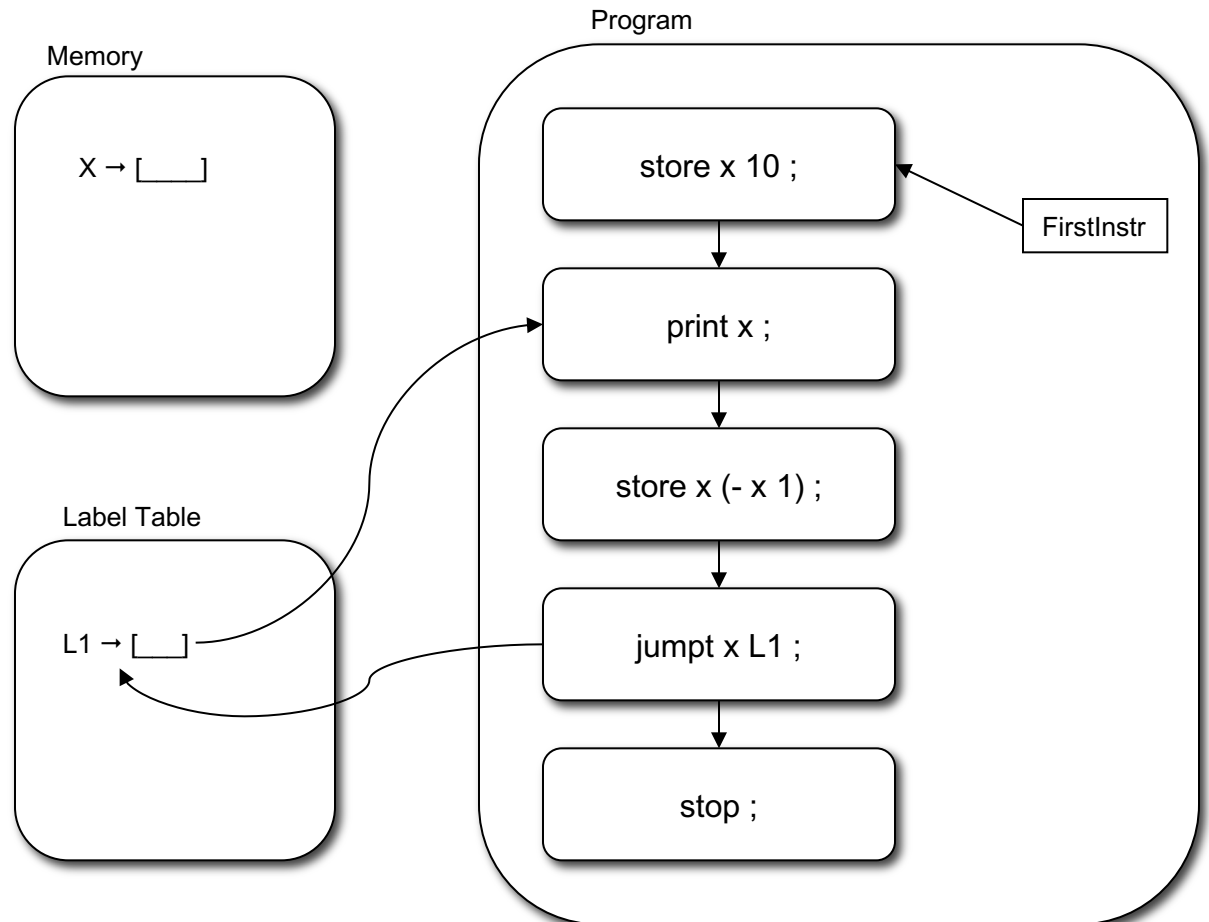 Program
Memory
X → [____]
store x 10 ;
FirstInstr
print x ;
store x (- x 1) ;
Label Table
L1 → [___]
jumpt x L1 ;
stop ;